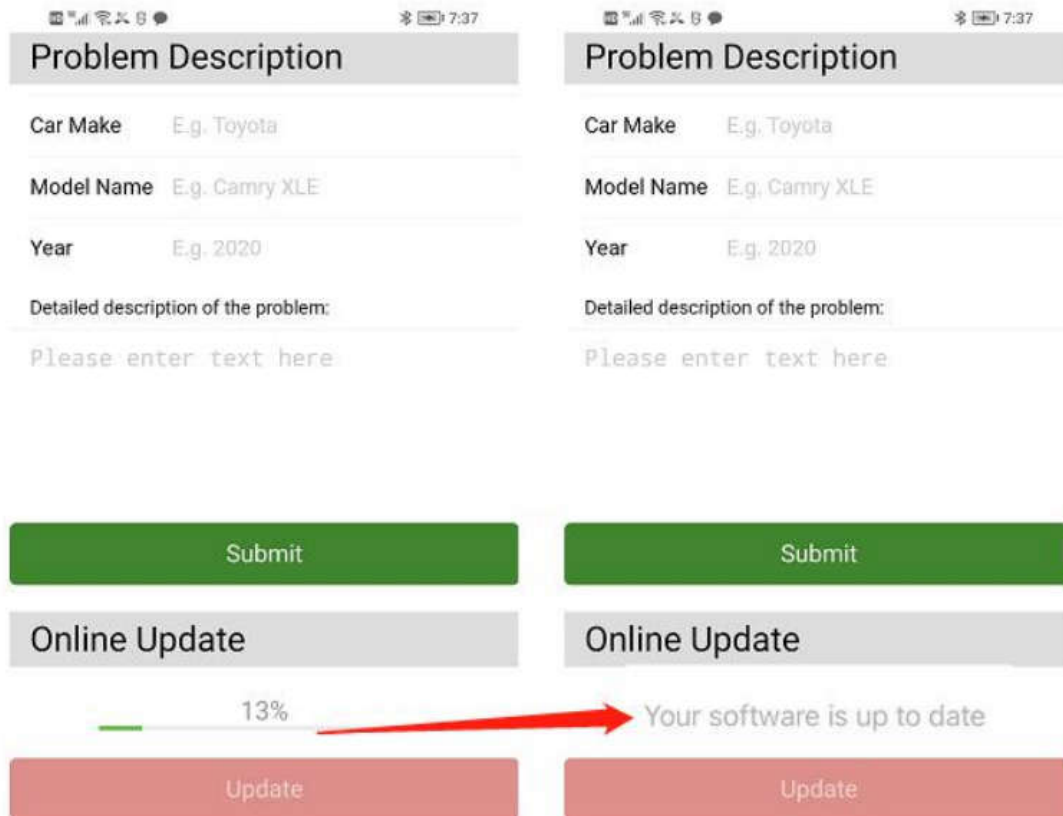 7:37
Problem Description
Car Make E.g. Toyota
Model Name E.g. Camry XLE
Year E.g. 2020
Detailed description of the problem:
Please enter text here
Submit
Online Update
13%
Update
7:37
Problem Description
Car Make E.g. Toyota
Model Name E.g. Camry XLE
Year E.g. 2020
Detailed description of the problem:
Please enter text here
Submit
Online Update
Your software is up to date
Update